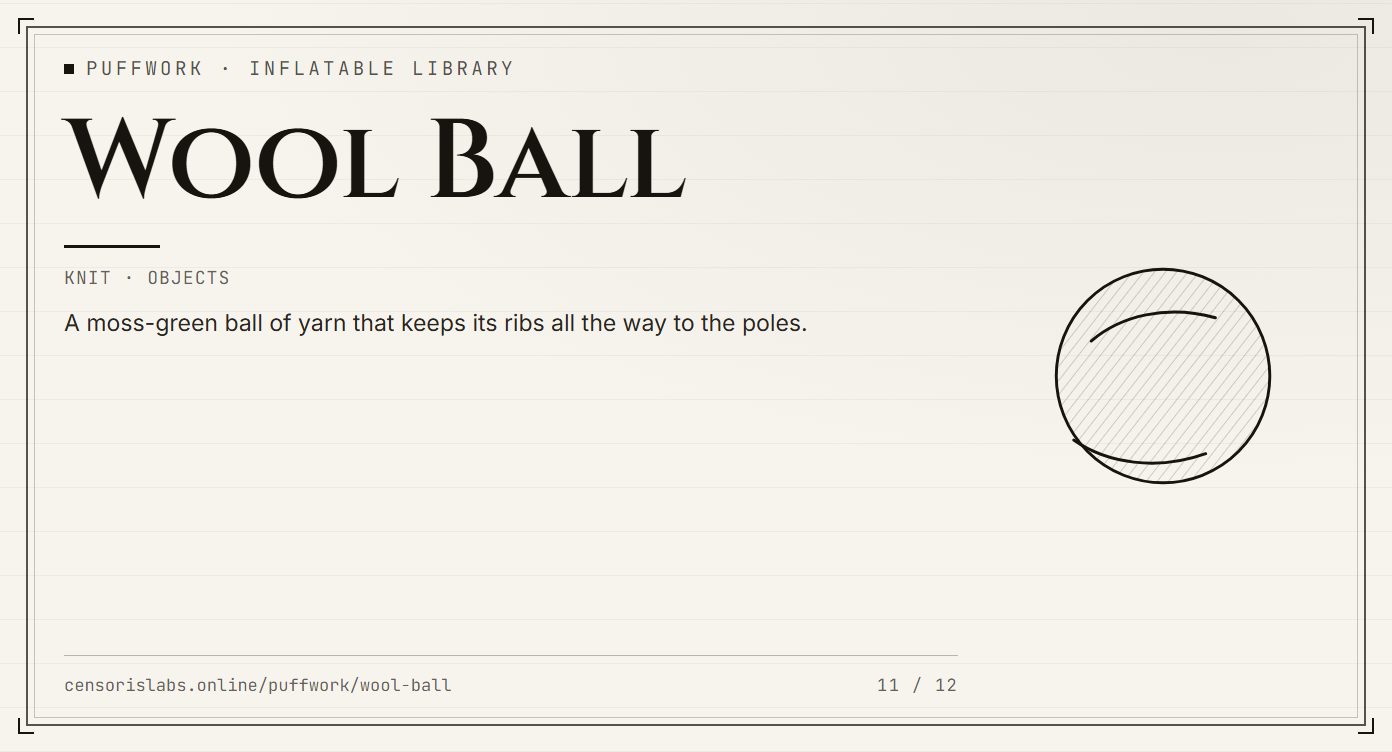 PUFFWORK · INFLATABLE LIBRARY
Wool Ball
KNIT · OBJECTS
A moss-green ball of yarn that keeps its ribs all the way to the poles.
censorislabs.online/puffwork/wool-ball
11 / 12